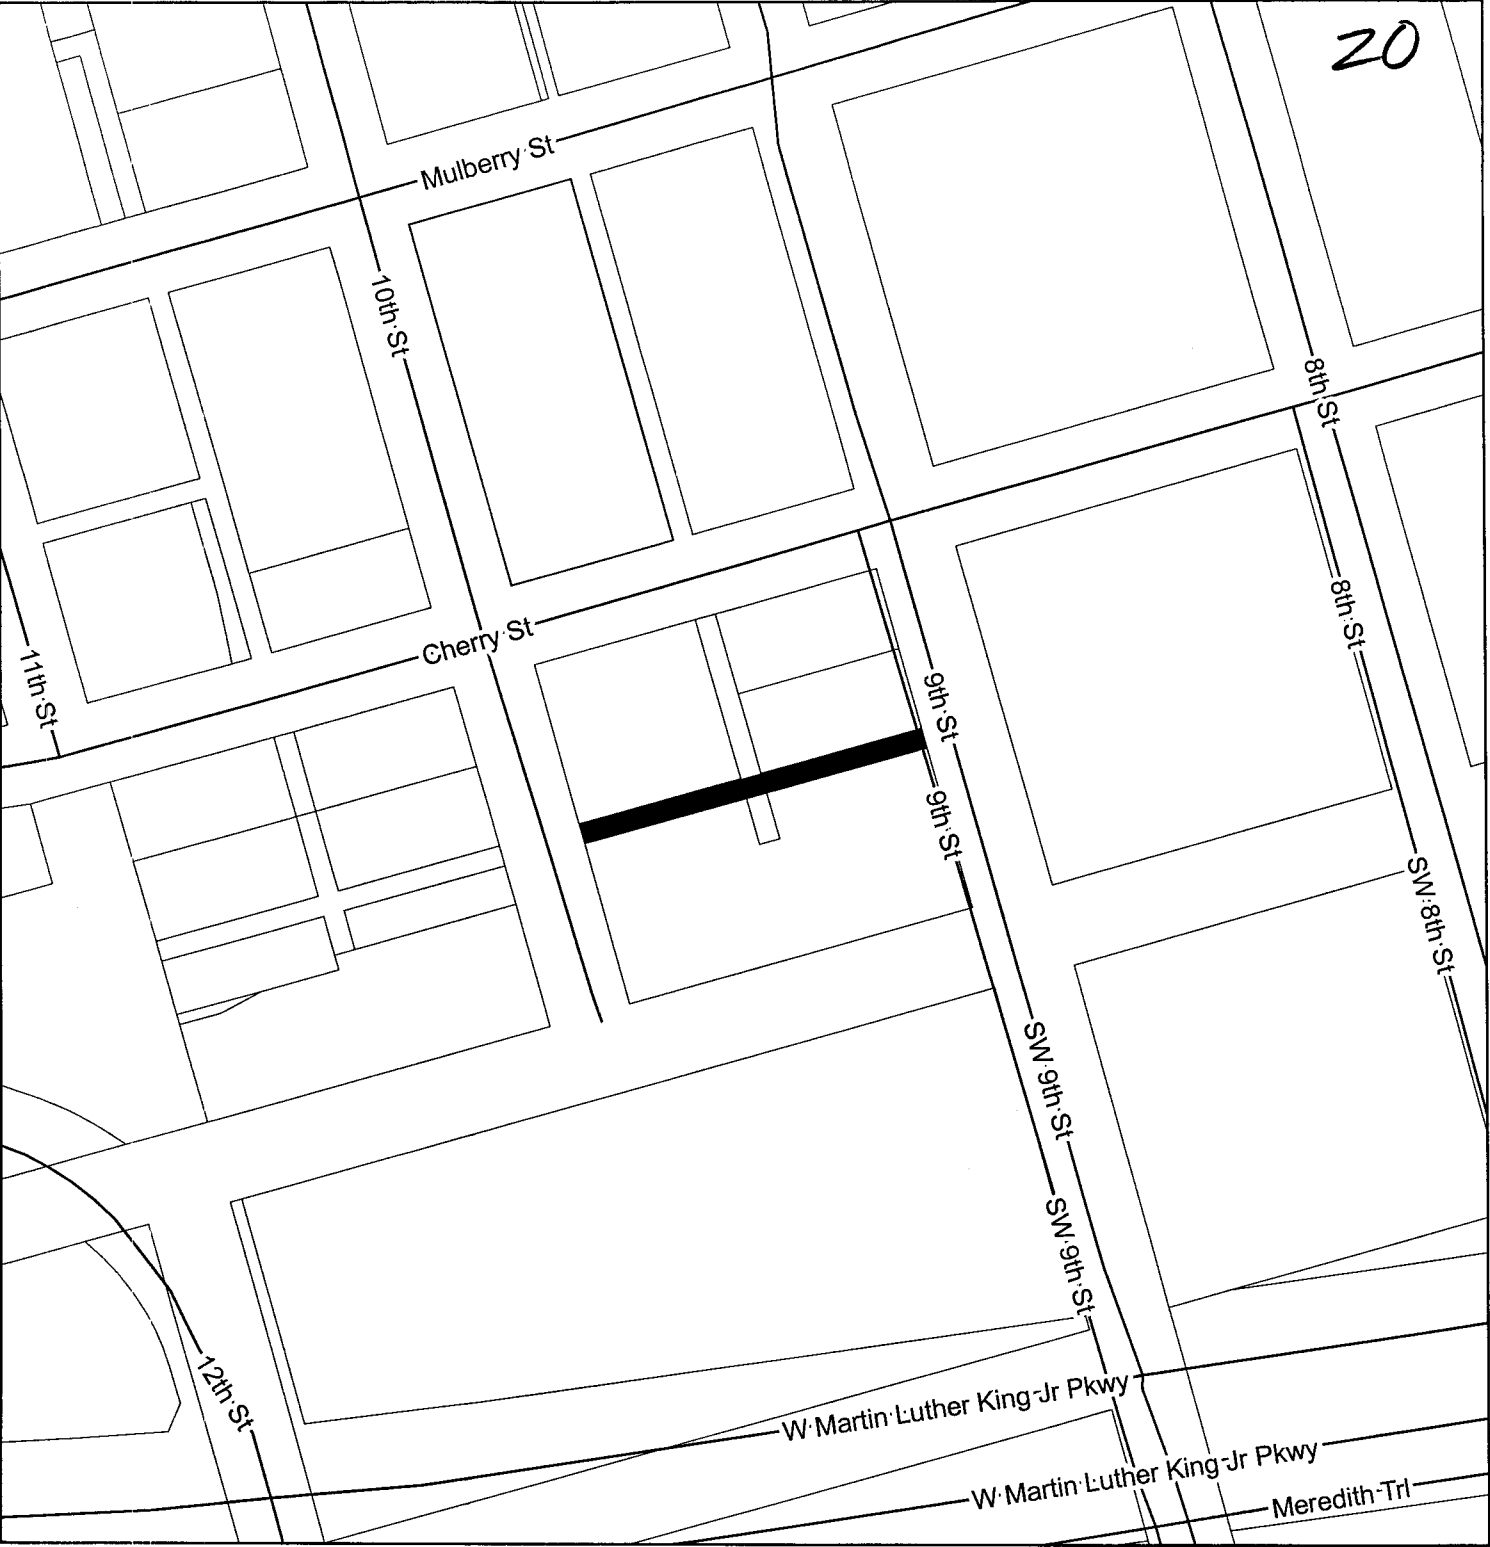 20
Mulberry St
10th St
8th St
8th St
Cherry St
11th St
9th St
9th St
SW 8th St
SW 9th St
SW 9th St
12th St
W Martin Luther King Jr Pkwy
W Martin Luther King Jr Pkwy
Meredith Trl